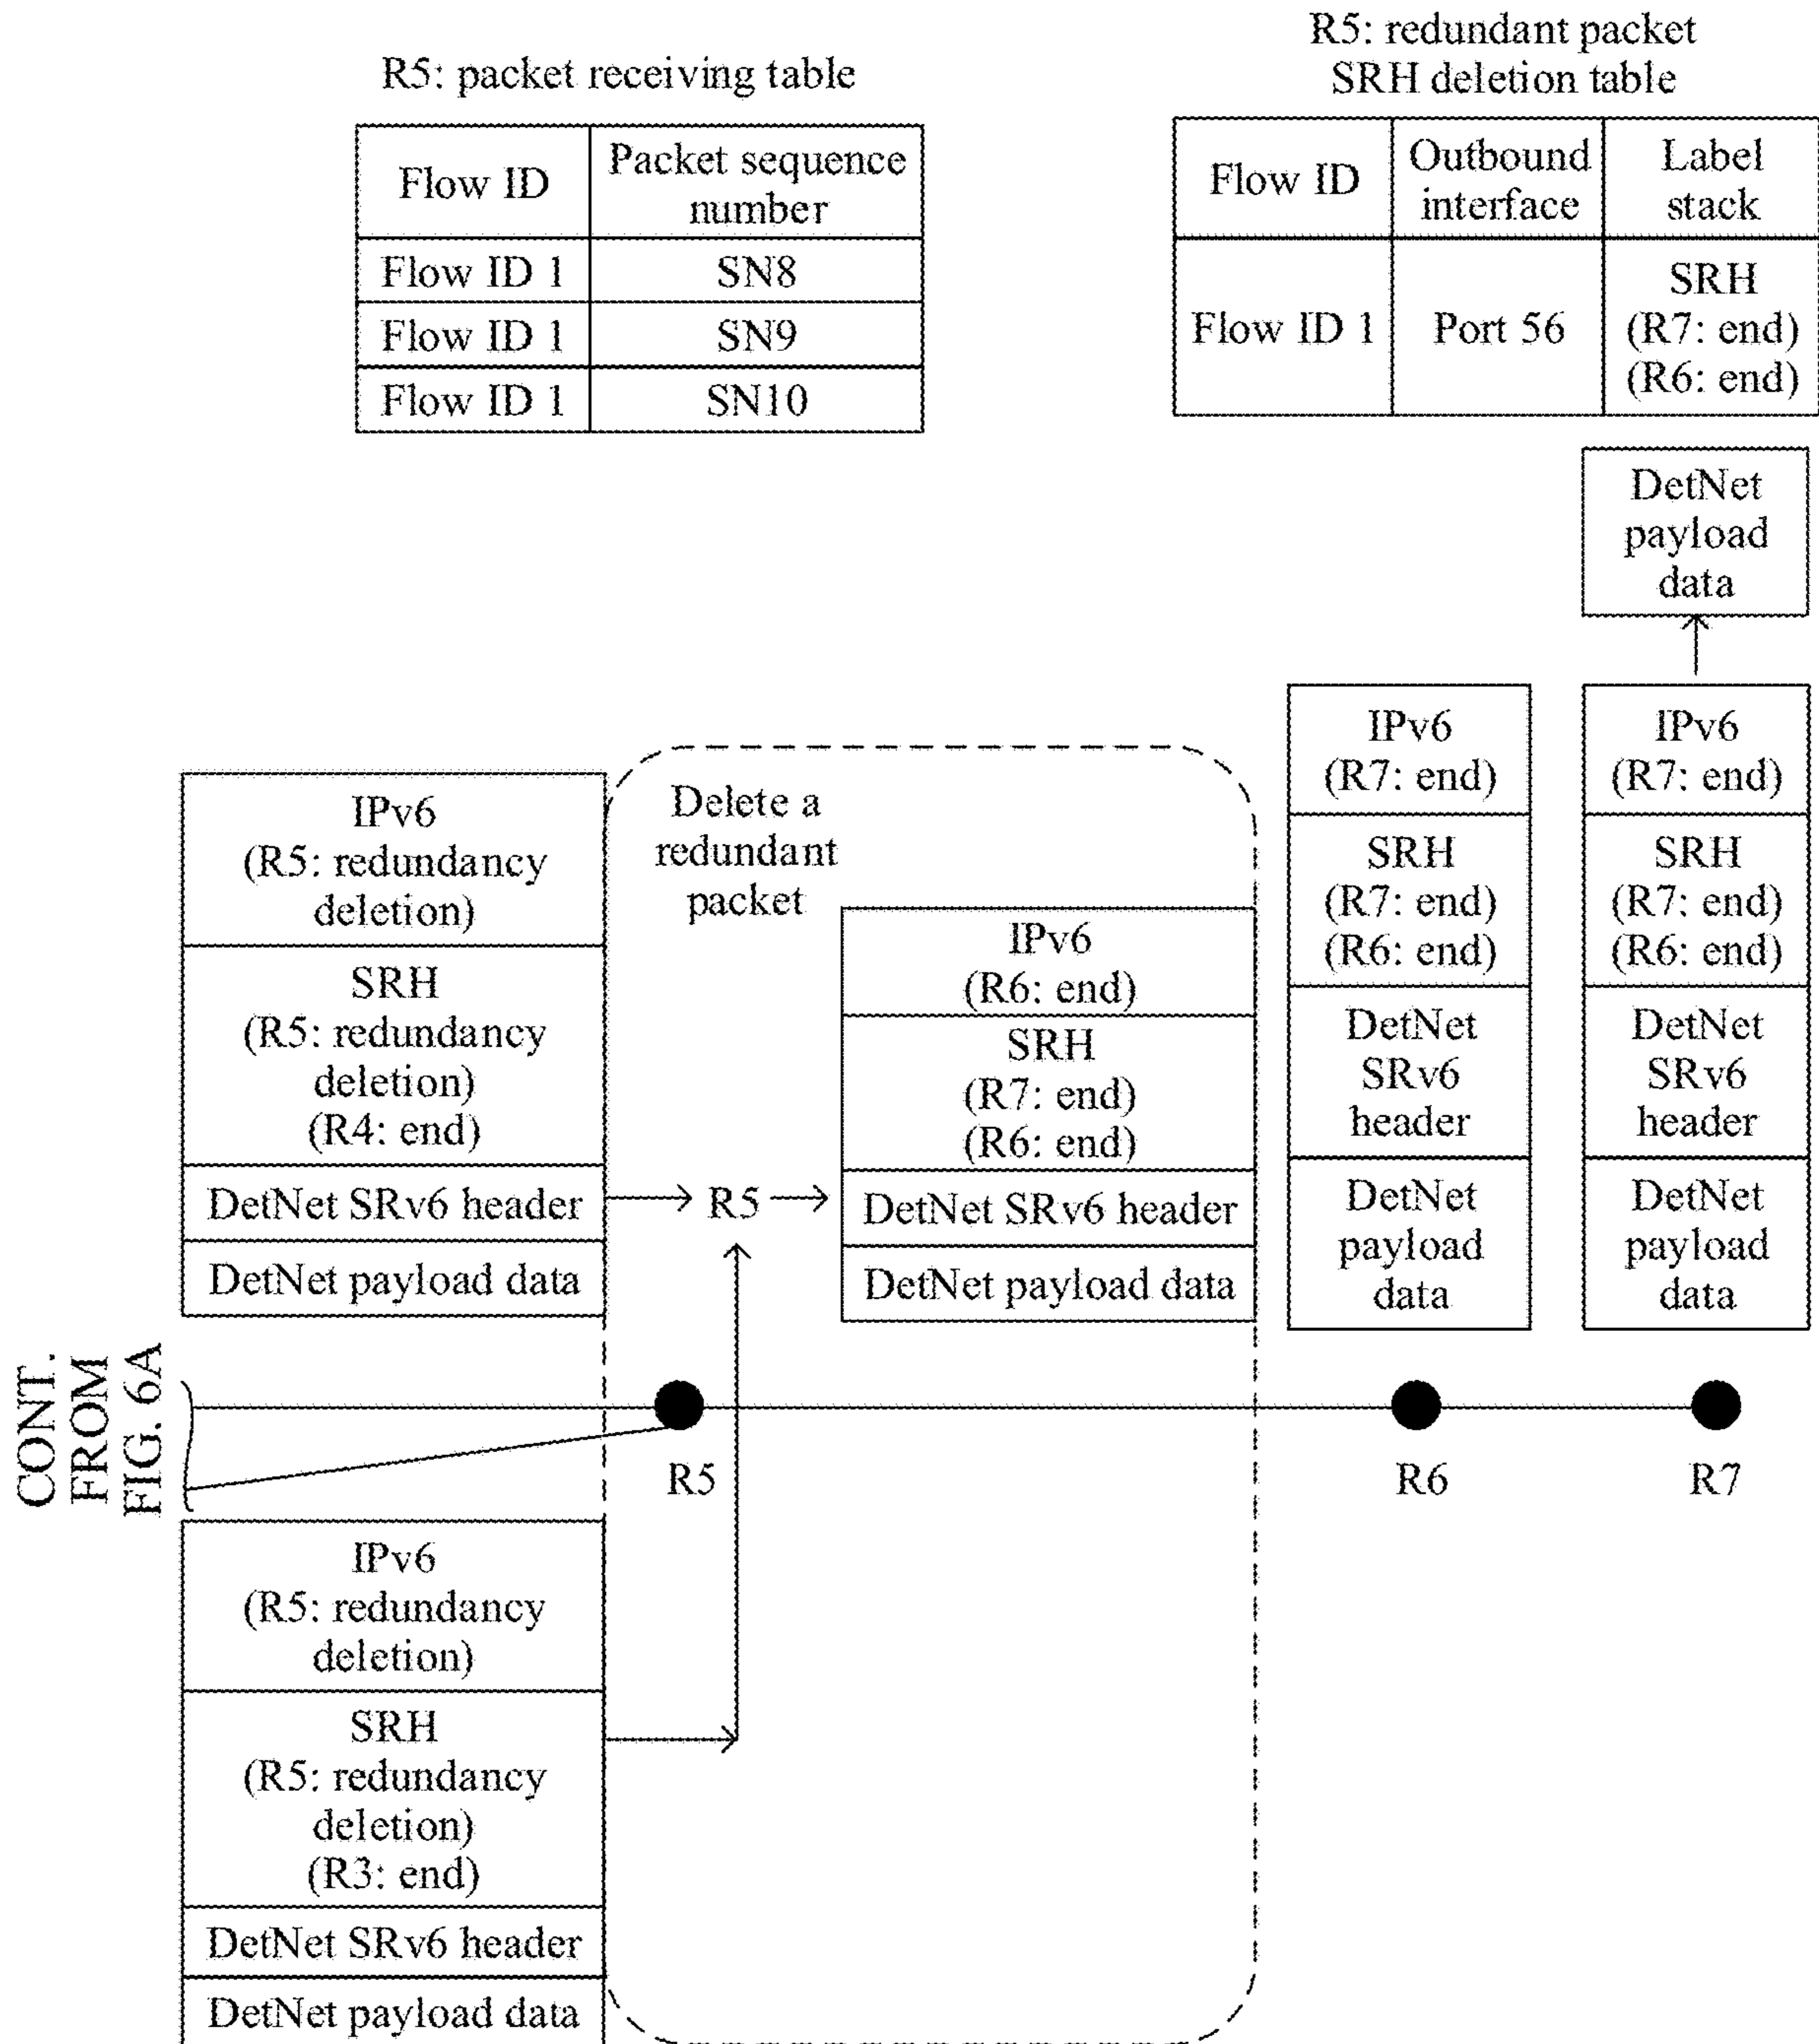 R5: packet receiving table
Flow ID
Packet sequence
number
Flow ID 1
SN8
Flow ID 1
SN9
Flow ID 1
SN10
R5: redundant packet
SRH deletion table
Flow ID
Outbound
interface
Label
stack
Flow ID 1
Port 56
SRH
(R7: end)
(R6: end)
DetNet
payload
data
IPv6
(R5: redundancy
deletion)
SRH
(R5: redundancy
deletion)
(R4: end)
DetNet SRv6 header
DetNet payload data
Delete a
redundant
packet
R5
IPv6
(R6: end)
SRH
(R7: end)
(R6: end)
DetNet SRv6 header
DetNet payload data
IPv6
(R7: end)
SRH
(R7: end)
(R6: end)
DetNet
SRv6
header
DetNet
payload
data
IPv6
(R7: end)
SRH
(R7: end)
(R6: end)
DetNet
SRv6
header
DetNet
payload
data
CONT.
FROM
FIG. 6A
R5
R6
R7
IPv6
(R5: redundancy
deletion)
SRH
(R5: redundancy
deletion)
(R3: end)
DetNet SRv6 header
DetNet payload data